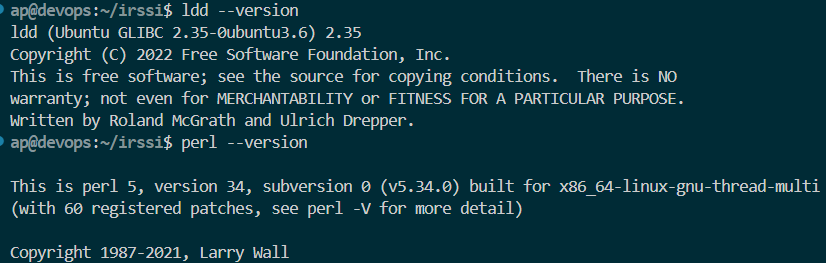 ap@devops:~/irssi$ ldd --version
ldd (Ubuntu GLIBC 2.35-0ubuntu3.6) 2.35
Copyright (C) 2022 Free Software Foundation, Inc.
This is free software; see the source for copying conditions.  There is NO
warranty; not even for MERCHANTABILITY or FITNESS FOR A PARTICULAR PURPOSE.
Written by Roland McGrath and Ulrich Drepper.
ap@devops:~/irssi$ perl --version
This is perl 5, version 34, subversion 0 (v5.34.0) built for x86_64-linux-gnu-thread-multi
(with 60 registered patches, see perl -V for more detail)
Copyright 1987-2021, Larry Wall